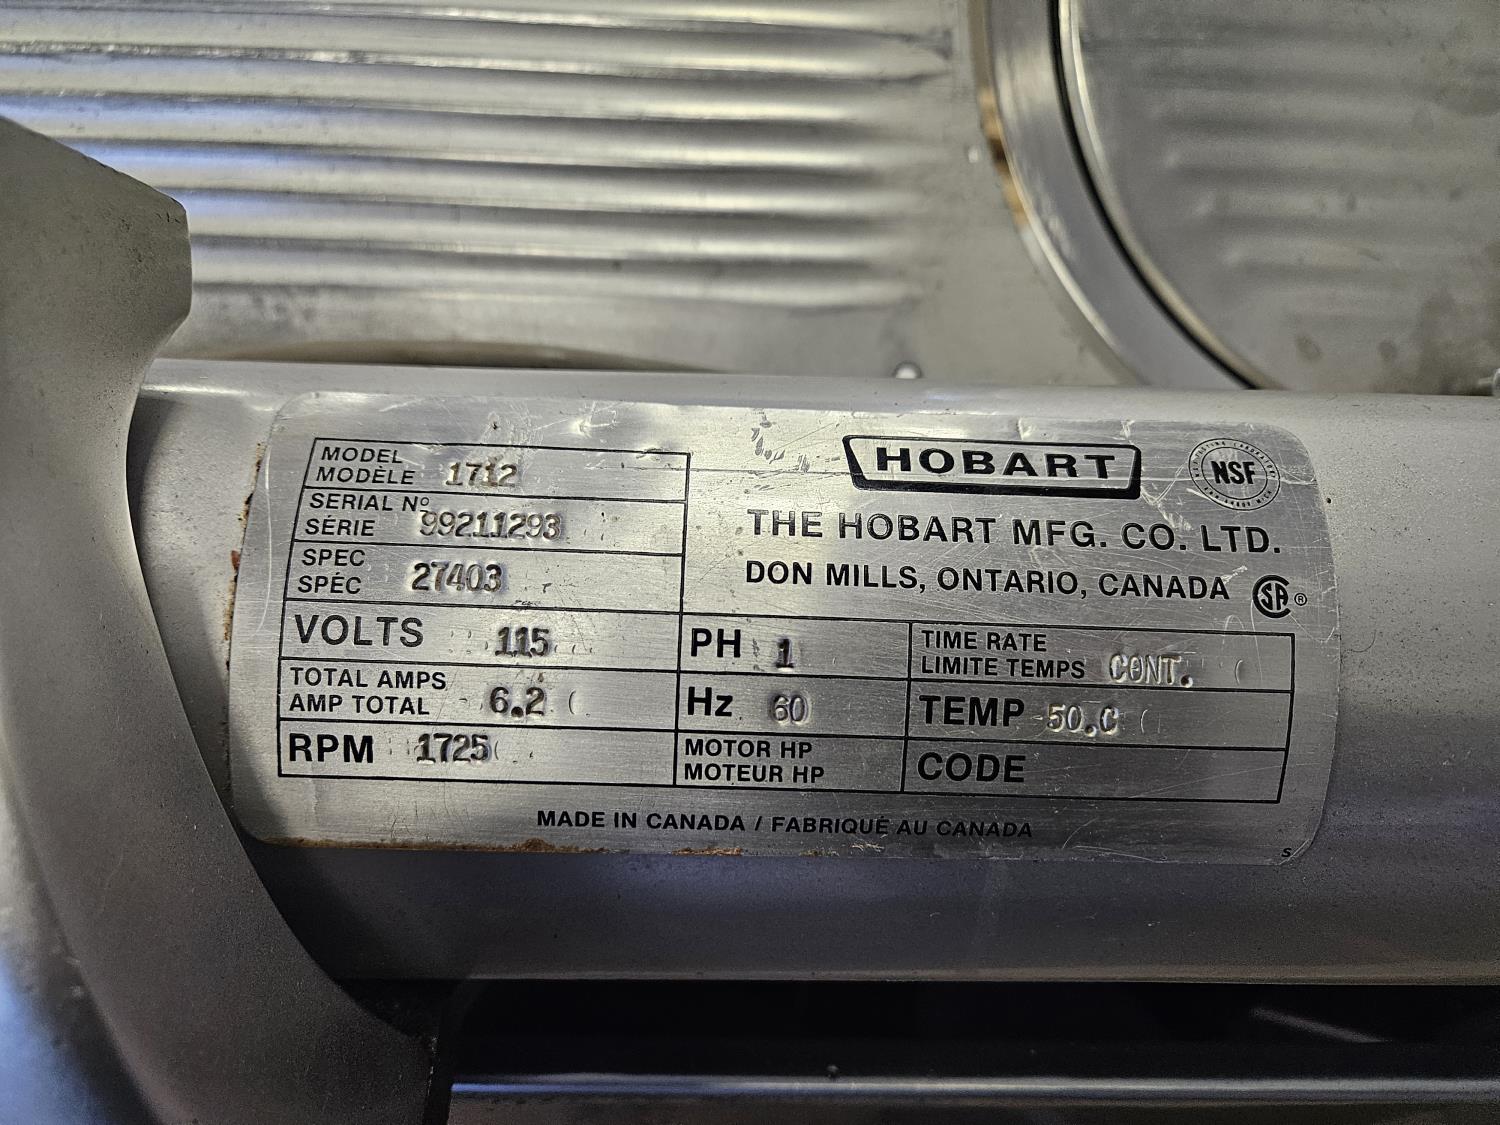 HOBART
NSF
THE HOBART MFG. CO. LTD.
DON MILLS, ONTARIO, CANADA SA ®
MODEL
MODÈLE 1712
SERIAL Nº
SÉRIE 99211293
SPEC
SPÉC 27403
VOLTS 115
PH 1
TIME RATE
LIMITE TEMPS CONT.
TOTAL AMPS
AMP TOTAL 6.2
Hz 60
TEMP 50.C
RPM 1725
MOTOR HP
MOTEUR HP
CODE
MADE IN CANADA / FABRIQUÉ AU CANADA
S